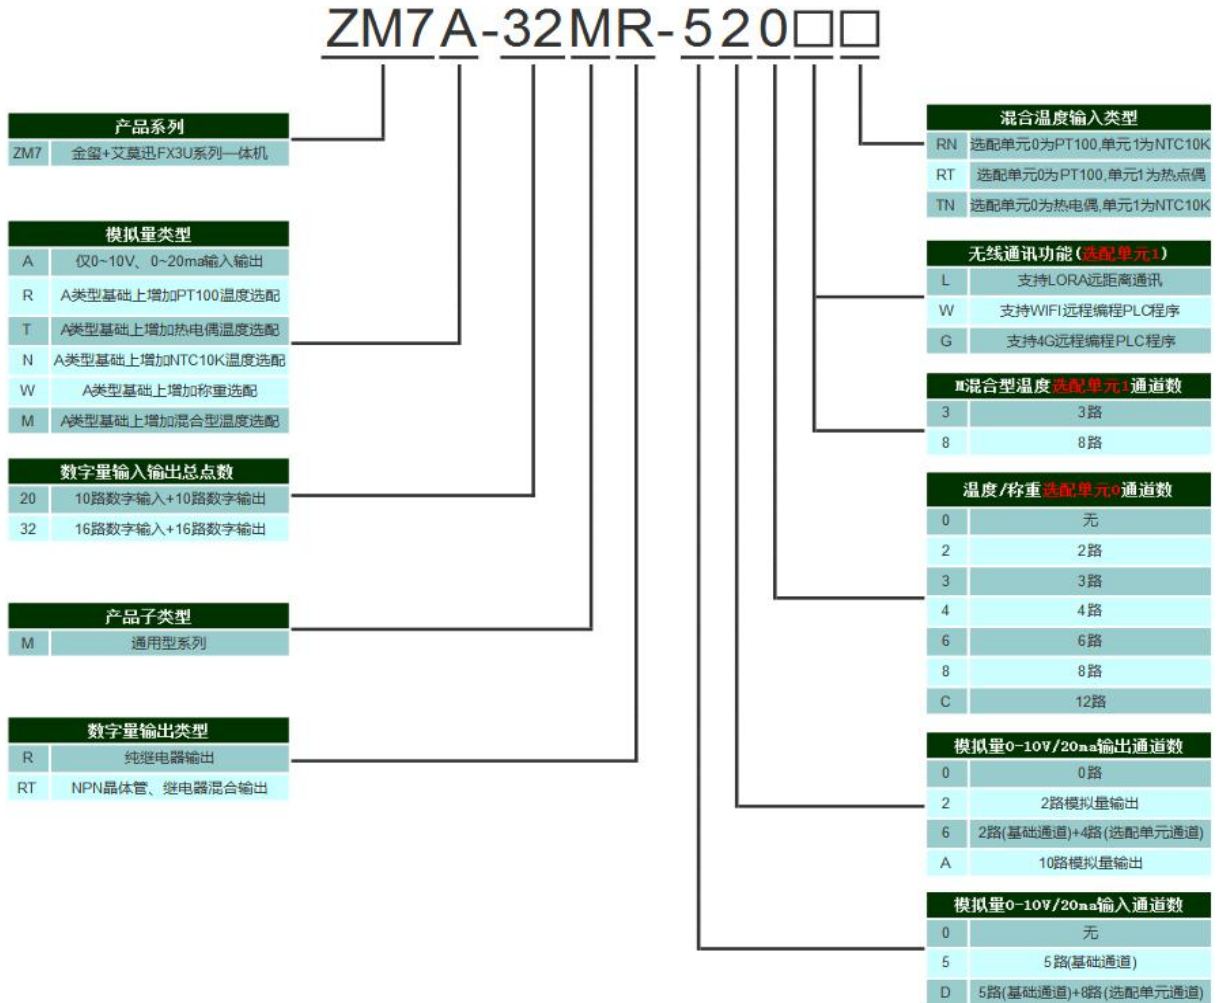 ZM7A-32MR-520□□
产品系列
ZM7 金玺+艾莫迅FX3U系列一体机
模拟量类型
A 仅0~10V、0~20ma输入输出
R A类型基础上增加PT100温度选配
T A类型基础上增加热电偶温度选配
N A类型基础上增加NTC10K温度选配
W A类型基础上增加称重选配
M A类型基础上增加混合型温度选配
数字量输入输出总点数
20 10路数字输入+10路数字输出
32 16路数字输入+16路数字输出
产品子类型
M 通用型系列
数字量输出类型
R 纯继电器输出
RT NPN晶体管、继电器混合输出
混合温度输入类型
RN 选配单元0为PT100,单元1为NTC10K
RT 选配单元0为PT100,单元1为热点偶
TN 选配单元0为热电偶,单元1为NTC10K
无线通讯功能(选配单元1)
L 支持LORA远距离通讯
W 支持WIFI远程编程PLC程序
G 支持4G远程编程PLC程序
M混合型温度选配单元1通道数
3 3路
8 8路
温度/称重选配单元0通道数
0 无
2 2路
3 3路
4 4路
6 6路
8 8路
C 12路
模拟量0-10V/20ma输出通道数
0 0路
2 2路模拟量输出
6 2路(基础通道)+4路(选配单元通道)
A 10路模拟量输出
模拟量0-10V/20ma输入通道数
0 无
5 5路(基础通道)
D 5路(基础通道)+8路(选配单元通道)